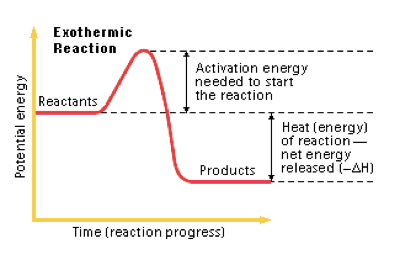 Exothermic
Reaction
Potential energy
Reactants
Activation energy
needed to start
the reaction
Heat (energy)
of reaction—
net energy
released (–ΔH)
Products
Time (reaction progress)